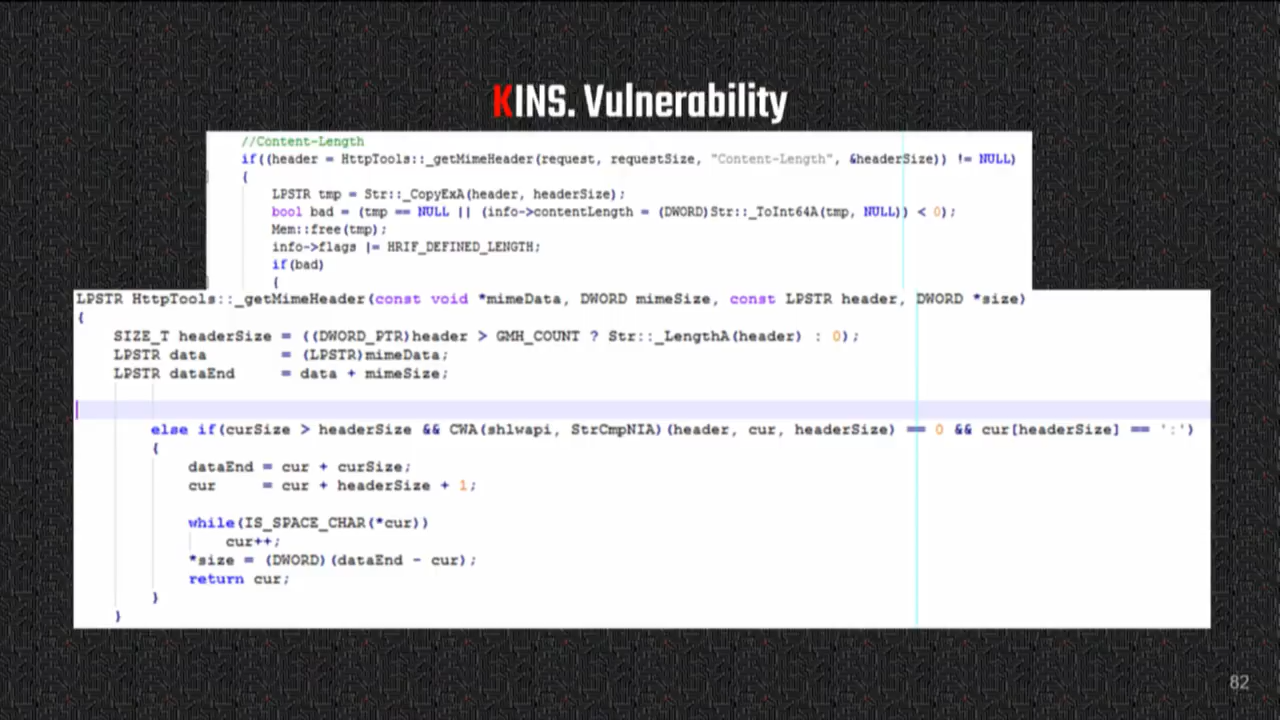 KINS. Vulnerability
//Content-Length
if((header = HttpTools::_getMimeHeader(request, requestSize, "Content-Length", &headerSize)) != NULL)
{
LPSTR tmp = Str::_CopyExA(header, headerSize);
bool bad = (tmp == NULL || (info->contentLength = (DWORD)Str::_ToInt64A(tmp, NULL)) < 0);
Mem::free(tmp);
info->flags |= HRIF_DEFINED_LENGTH;
if(bad)
{
LPSTR HttpTools::_getMimeHeader(const void *mimeData, DWORD mimeSize, const LPSTR header, DWORD *size)
{
SIZE_T headerSize = ((DWORD_PTR)header > GMH_COUNT ? Str::_LengthA(header) : 0);
LPSTR data = (LPSTR)mimeData;
LPSTR dataEnd = data + mimeSize;
else if(curSize > headerSize && CWA(shlwapi, StrCmpNIA)(header, cur, headerSize) == 0 && cur[headerSize] == ':')
{
dataEnd = cur + curSize;
cur = cur + headerSize + 1;
while(IS_SPACE_CHAR(*cur))
cur++;
*size = (DWORD)(dataEnd - cur);
return cur;
}
}
82